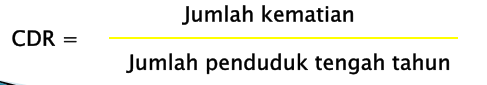 Jumlah kematian
CDR =
Jumlah penduduk tengah tahun